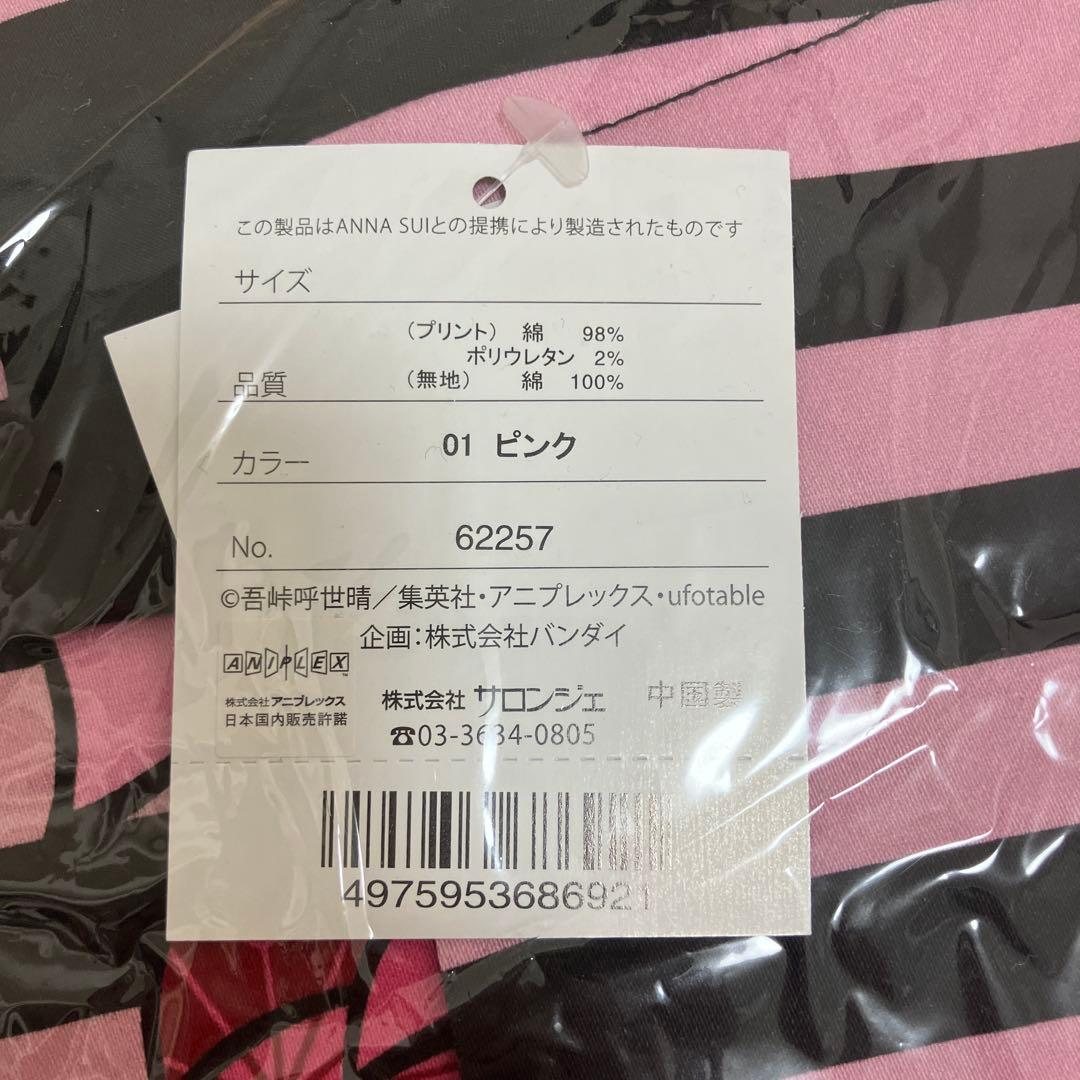 この製品はANNA SUIとの提携により製造されたものです
サイズ
（プリント） 綿 98%
ポリウレタン 2%
品質 （無地） 綿 100%
カラー 01 ピンク
No. 62257
©吾峠呼世晴／集英社・アニプレックス・ufotable
企画：株式会社バンダイ
ANIPLEX
株式会社 アニプレックス
日本国内販売許諾
株式会社 サロンジェ 中国製
☎03-3634-0805
4975953686921